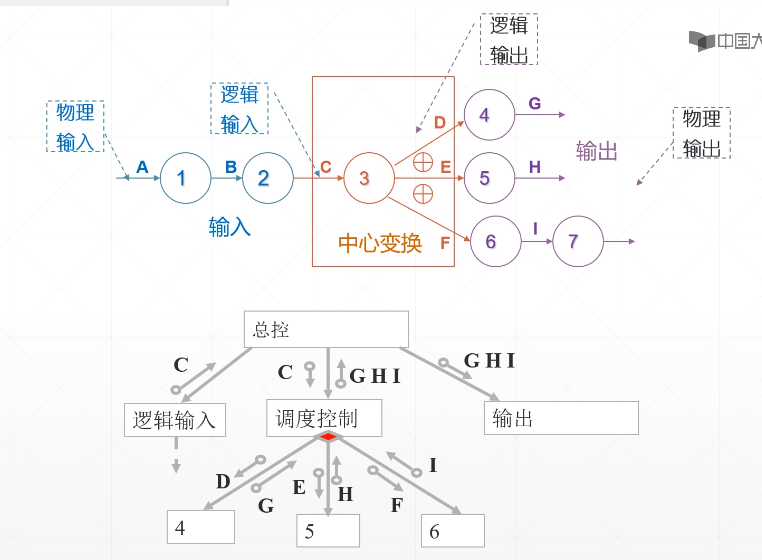 逻辑
输出
中国大
逻辑
输入
物理
输入
物理
输出
A
1
B
2
C
3
D
E
F
4
G
5
H
6
I
7
输入
中心变换
输出
总控
C
C
G H I
G H I
逻辑输入
调度控制
输出
D
G
E
H
F
I
4
5
6